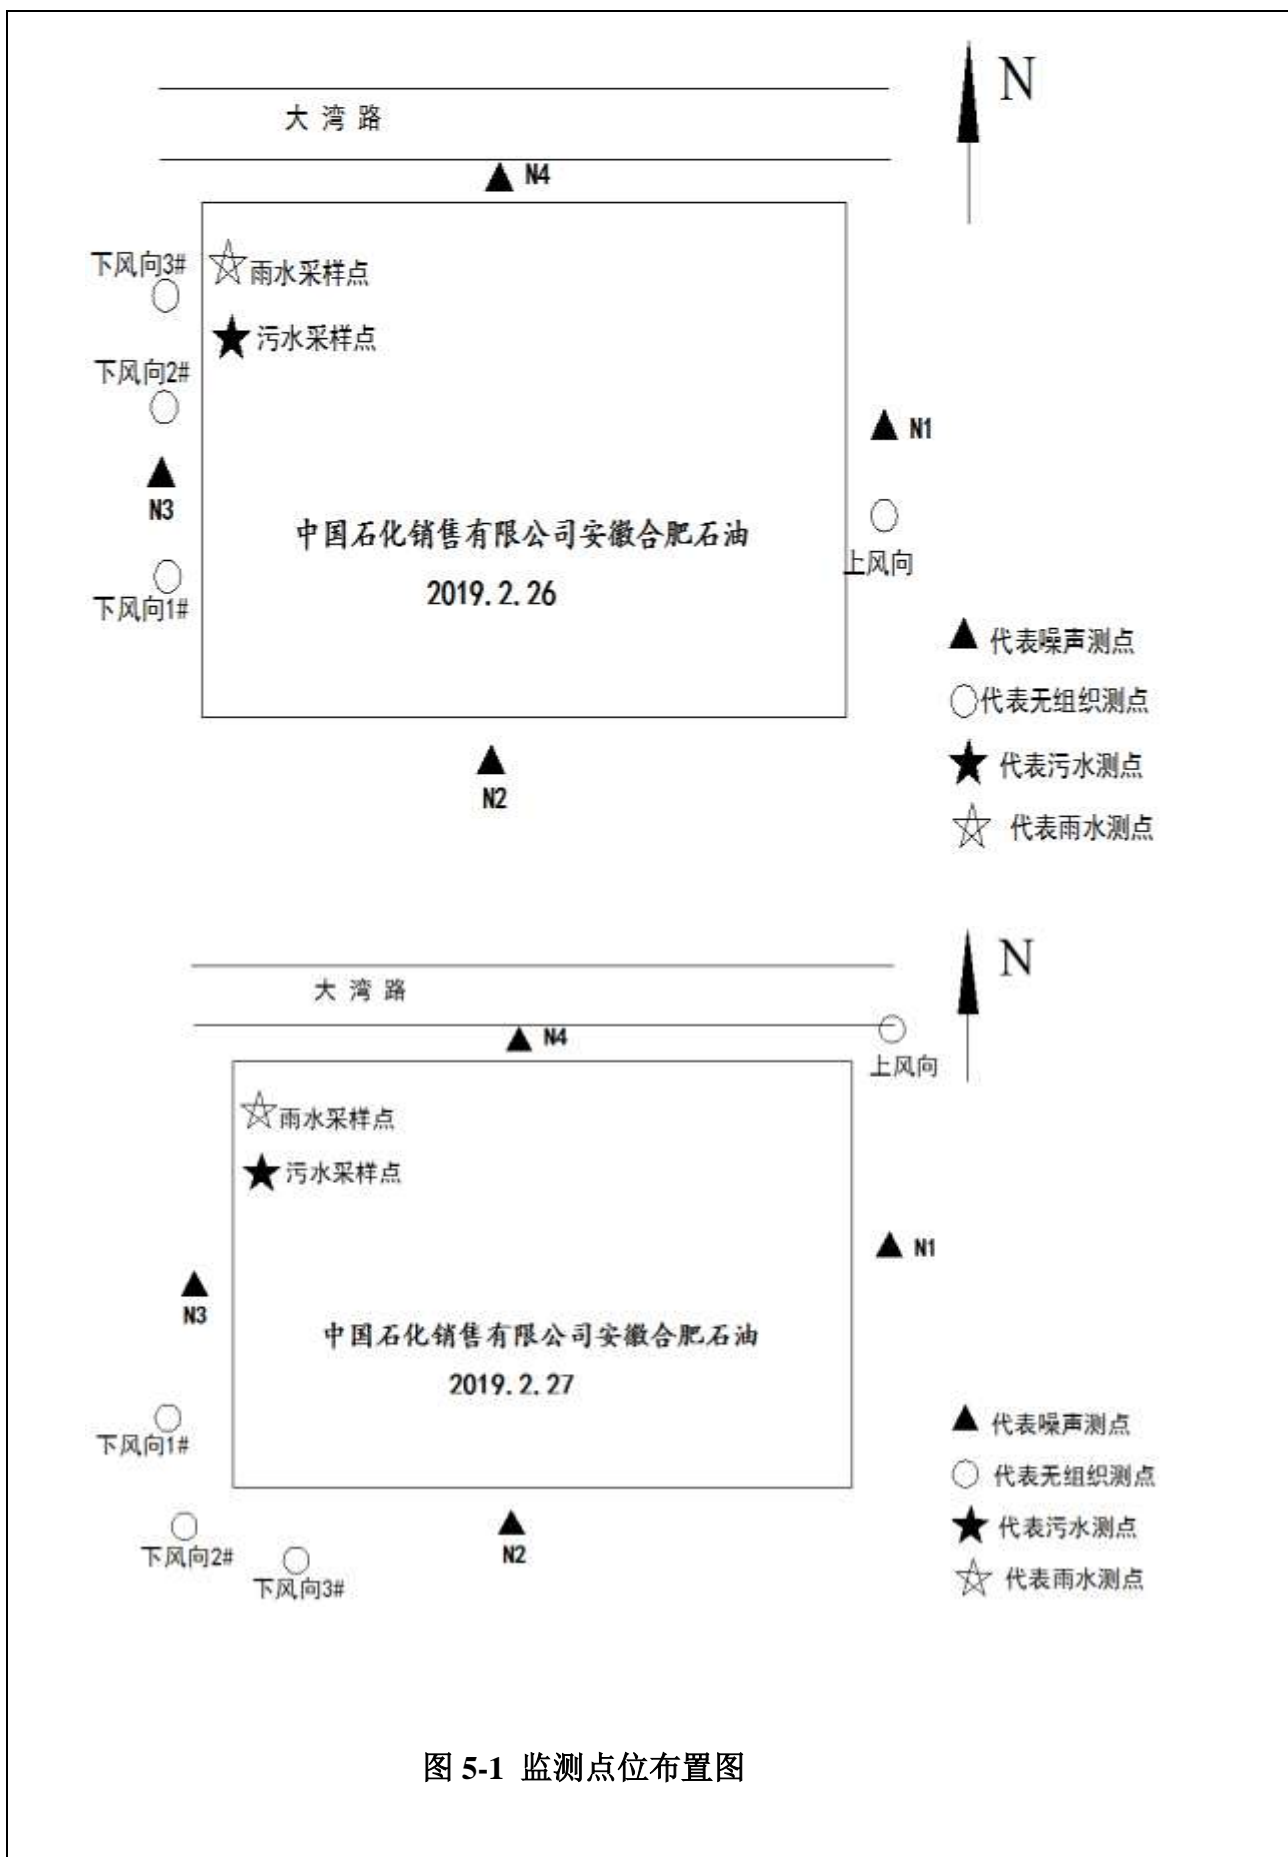 N
大湾路
N4
下风向3#
雨水采样点
污水采样点
下风向2#
N1
N3
中国石化销售有限公司安徽合肥石油
上风向
2019.2.26
下风向1#
代表噪声测点
代表无组织测点
代表污水测点
N2
代表雨水测点
N
大湾路
N4
上风向
雨水采样点
污水采样点
N1
N3
中国石化销售有限公司安徽合肥石油
2019.2.27
代表噪声测点
下风向1#
代表无组织测点
代表污水测点
下风向2#
N2
代表雨水测点
下风向3#
图 5-1 监测点位布置图